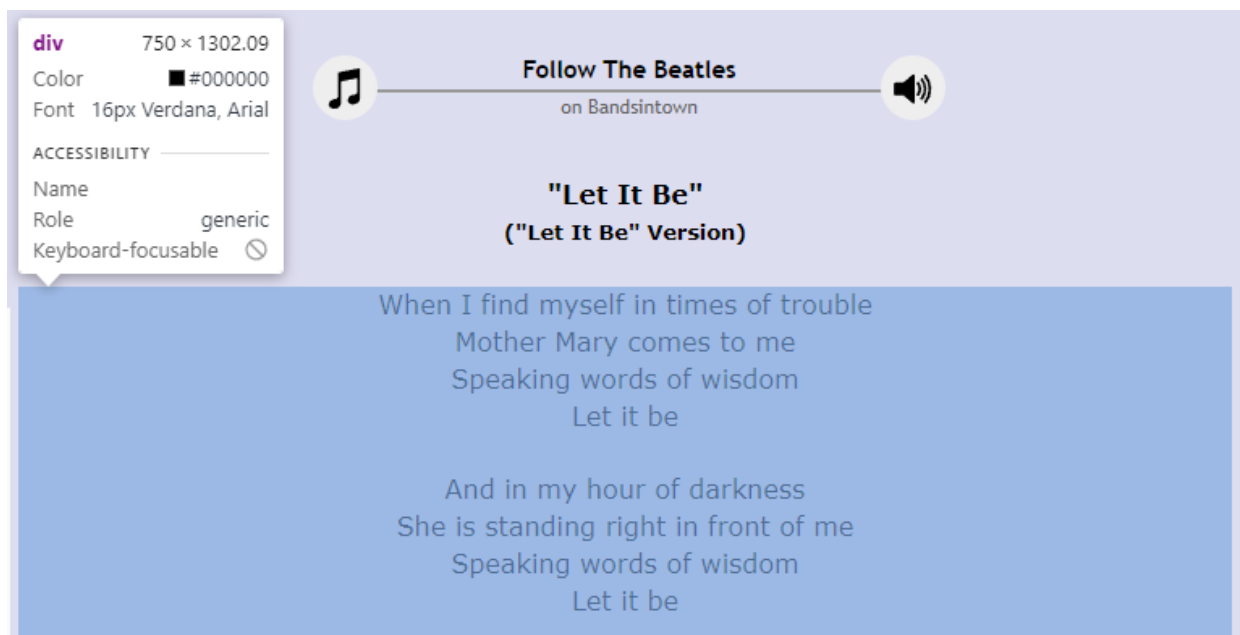 div 750 × 1302.09
Color #000000
Font 16px Verdana, Arial
ACCESSIBILITY
Name
Role generic
Keyboard-focusable
Follow The Beatles
on Bandsintown
"Let It Be"
("Let It Be" Version)
When I find myself in times of trouble
Mother Mary comes to me
Speaking words of wisdom
Let it be
And in my hour of darkness
She is standing right in front of me
Speaking words of wisdom
Let it be